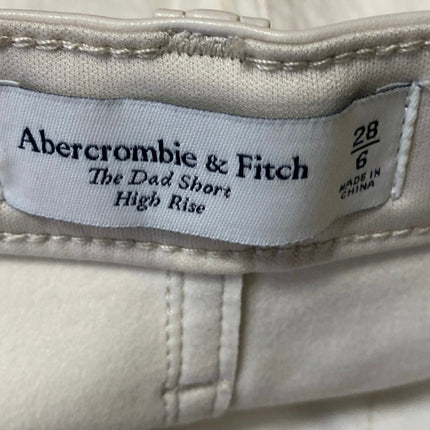 Abercrombie & Fitch
The Dad Short
High Rise
28
6
MADE IN
CHINA